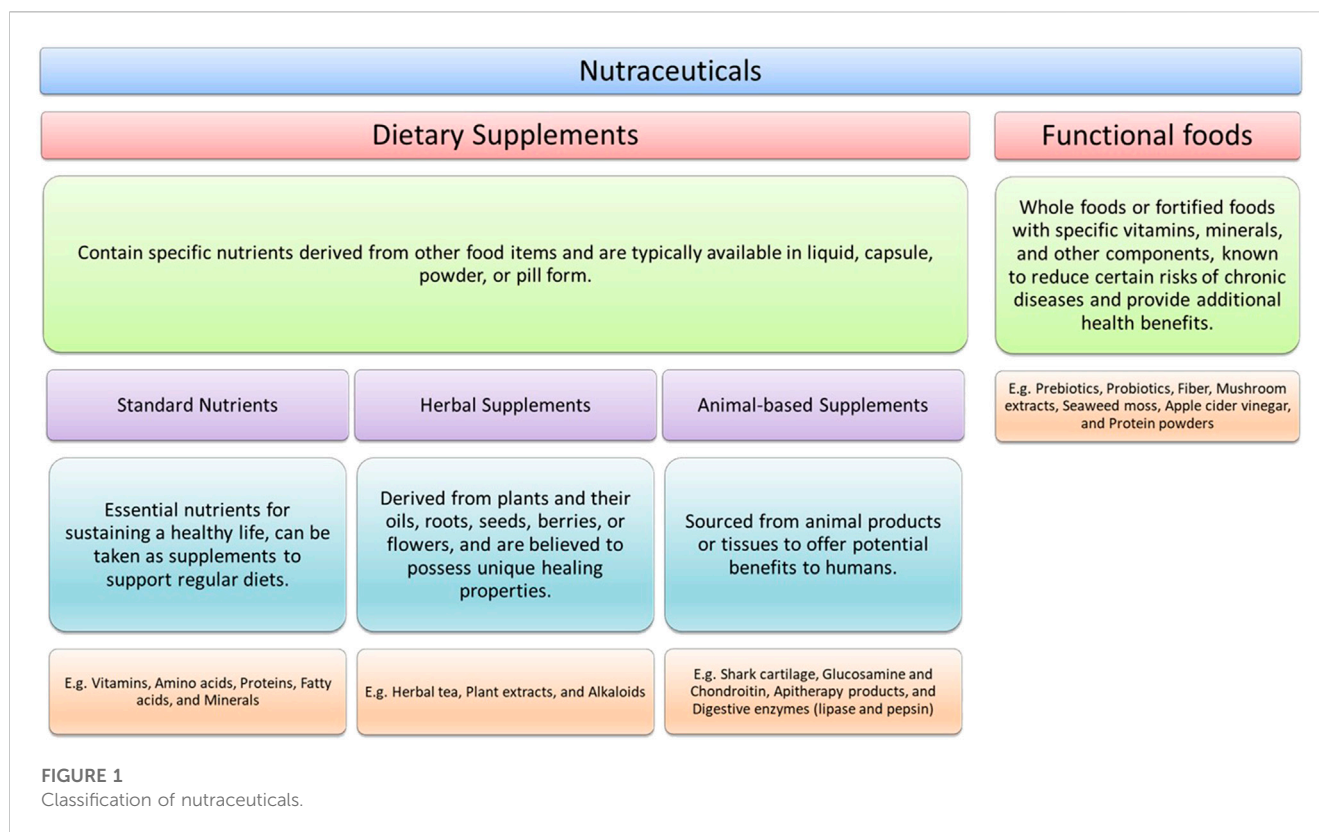 Nutraceuticals
Dietary Supplements
Functional foods
Contain specific nutrients derived from other food items and are typically available in liquid, capsule,
powder, or pill form.
Whole foods or fortified foods
with specific vitamins, minerals,
and other components, known
to reduce certain risks of chronic
diseases and provide additional
health benefits.
Standard Nutrients
Herbal Supplements
Animal-based Supplements
E.g. Prebiotics, Probiotics, Fiber, Mushroom
extracts, Seaweed moss, Apple cider vinegar,
and Protein powders
Essential nutrients for
sustaining a healthy life, can be
taken as supplements to
support regular diets.
Derived from plants and their
oils, roots, seeds, berries, or
flowers, and are believed to
possess unique healing
properties.
Sourced from animal products
or tissues to offer potential
benefits to humans.
E.g. Vitamins, Amino acids, Proteins, Fatty
acids, and Minerals
E.g. Herbal tea, Plant extracts, and Alkaloids
E.g. Shark cartilage, Glucosamine and
Chondroitin, Apitherapy products, and
Digestive enzymes (lipase and pepsin)
FIGURE 1
Classification of nutraceuticals.